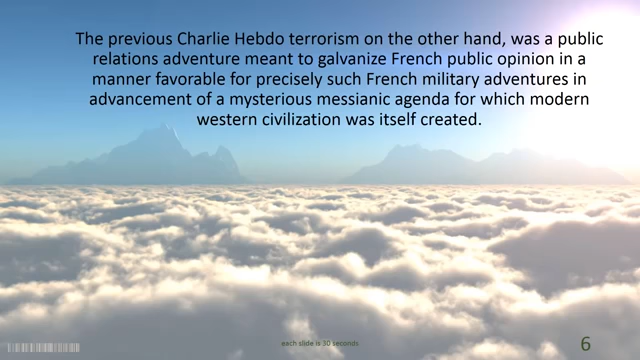 The previous Charlie Hebdo terrorism on the other hand, was a public
relations adventure meant to galvanize French public opinion in a
manner favorable for precisely such French military adventures in
advancement of a mysterious messianic agenda for which modern
western civilization was itself created.
each slide is 30 seconds
6